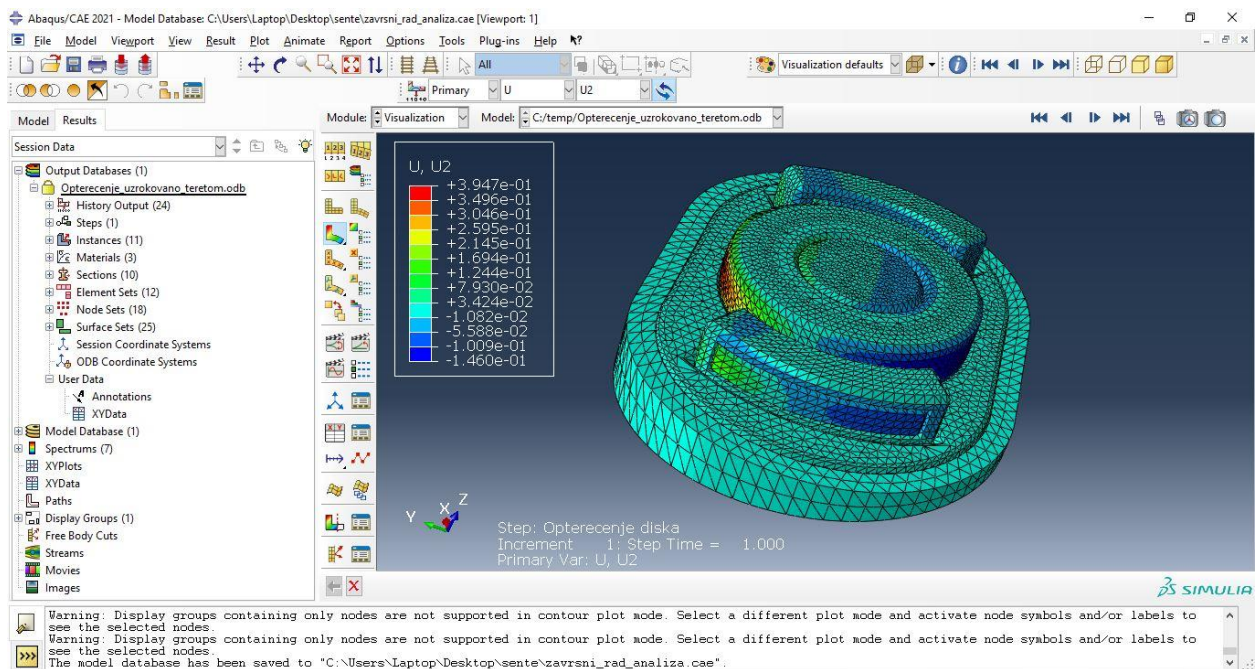 Abaqus/CAE 2021 - Model Database: C:\Users\Laptop\Desktop\sente\zavrsni_rad_analiza.cae [Viewport: 1]
File Model Viewport View Result Plot Animate Report Options Tools Plug-ins Help
All
Visualization defaults
Primary U U2
Model Results
Module: Visualization Model: C:/temp/Opterecenje_uzrokovano_teretom.odb
Session Data
Output Databases (1)
Opterecenje_uzrokovano_teretom.odb
History Output (24)
Steps (1)
Instances (11)
Materials (3)
Sections (10)
Element Sets (12)
Node Sets (18)
Surface Sets (25)
Session Coordinate Systems
ODB Coordinate Systems
User Data
Annotations
XYData
Model Database (1)
Spectrums (7)
XYPlots
XYData
Paths
Display Groups (1)
Free Body Cuts
Streams
Movies
Images
U, U2
+3.947e-01
+3.496e-01
+3.046e-01
+2.595e-01
+2.145e-01
+1.694e-01
+1.244e-01
+7.930e-02
+3.424e-02
-1.082e-02
-5.588e-02
-1.009e-01
-1.460e-01
Y X Z
Step: Opterecenje diska
Increment 1: Step Time = 1.000
Primary Var: U, U2
SIMULIA
Warning: Display groups containing only nodes are not supported in contour plot mode. Select a different plot mode and activate node symbols and/or labels to
see the selected nodes.
Warning: Display groups containing only nodes are not supported in contour plot mode. Select a different plot mode and activate node symbols and/or labels to
see the selected nodes.
The model database has been saved to "C:\Users\Laptop\Desktop\sente\zavrsni_rad_analiza.cae".